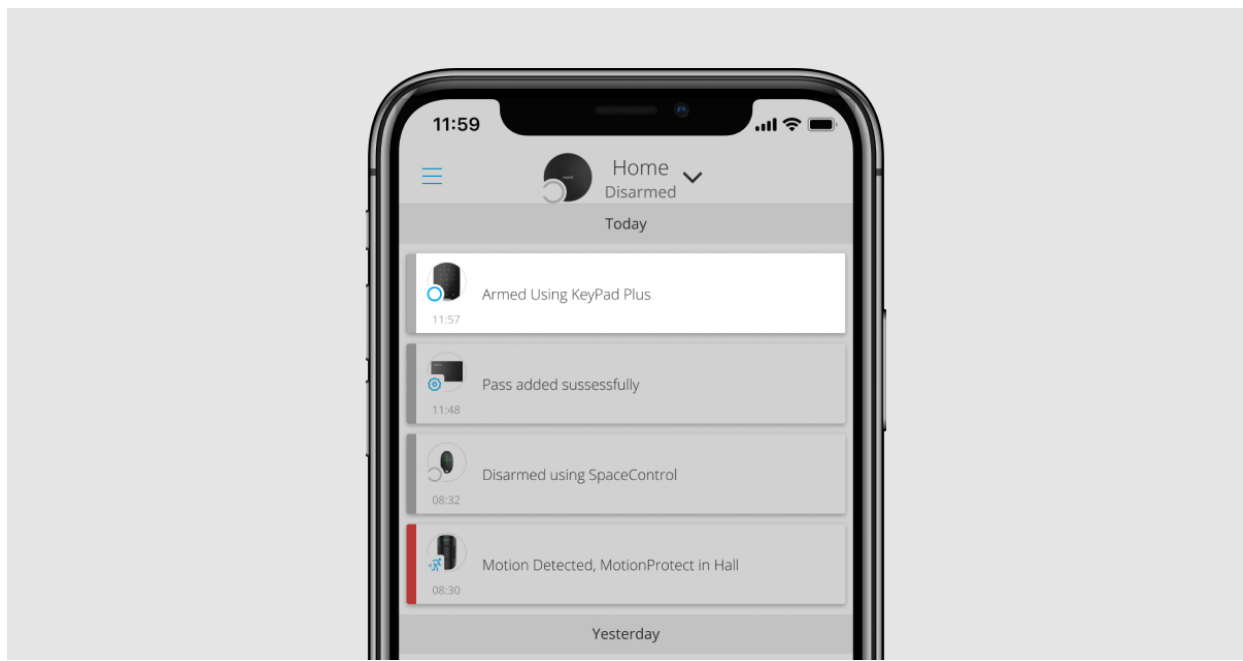 11:59
Home
Disarmed
Today
Armed Using KeyPad Plus
11:57
Pass added sussessfully
11:48
Disarmed using SpaceControl
08:32
Motion Detected, MotionProtect in Hall
08:30
Yesterday